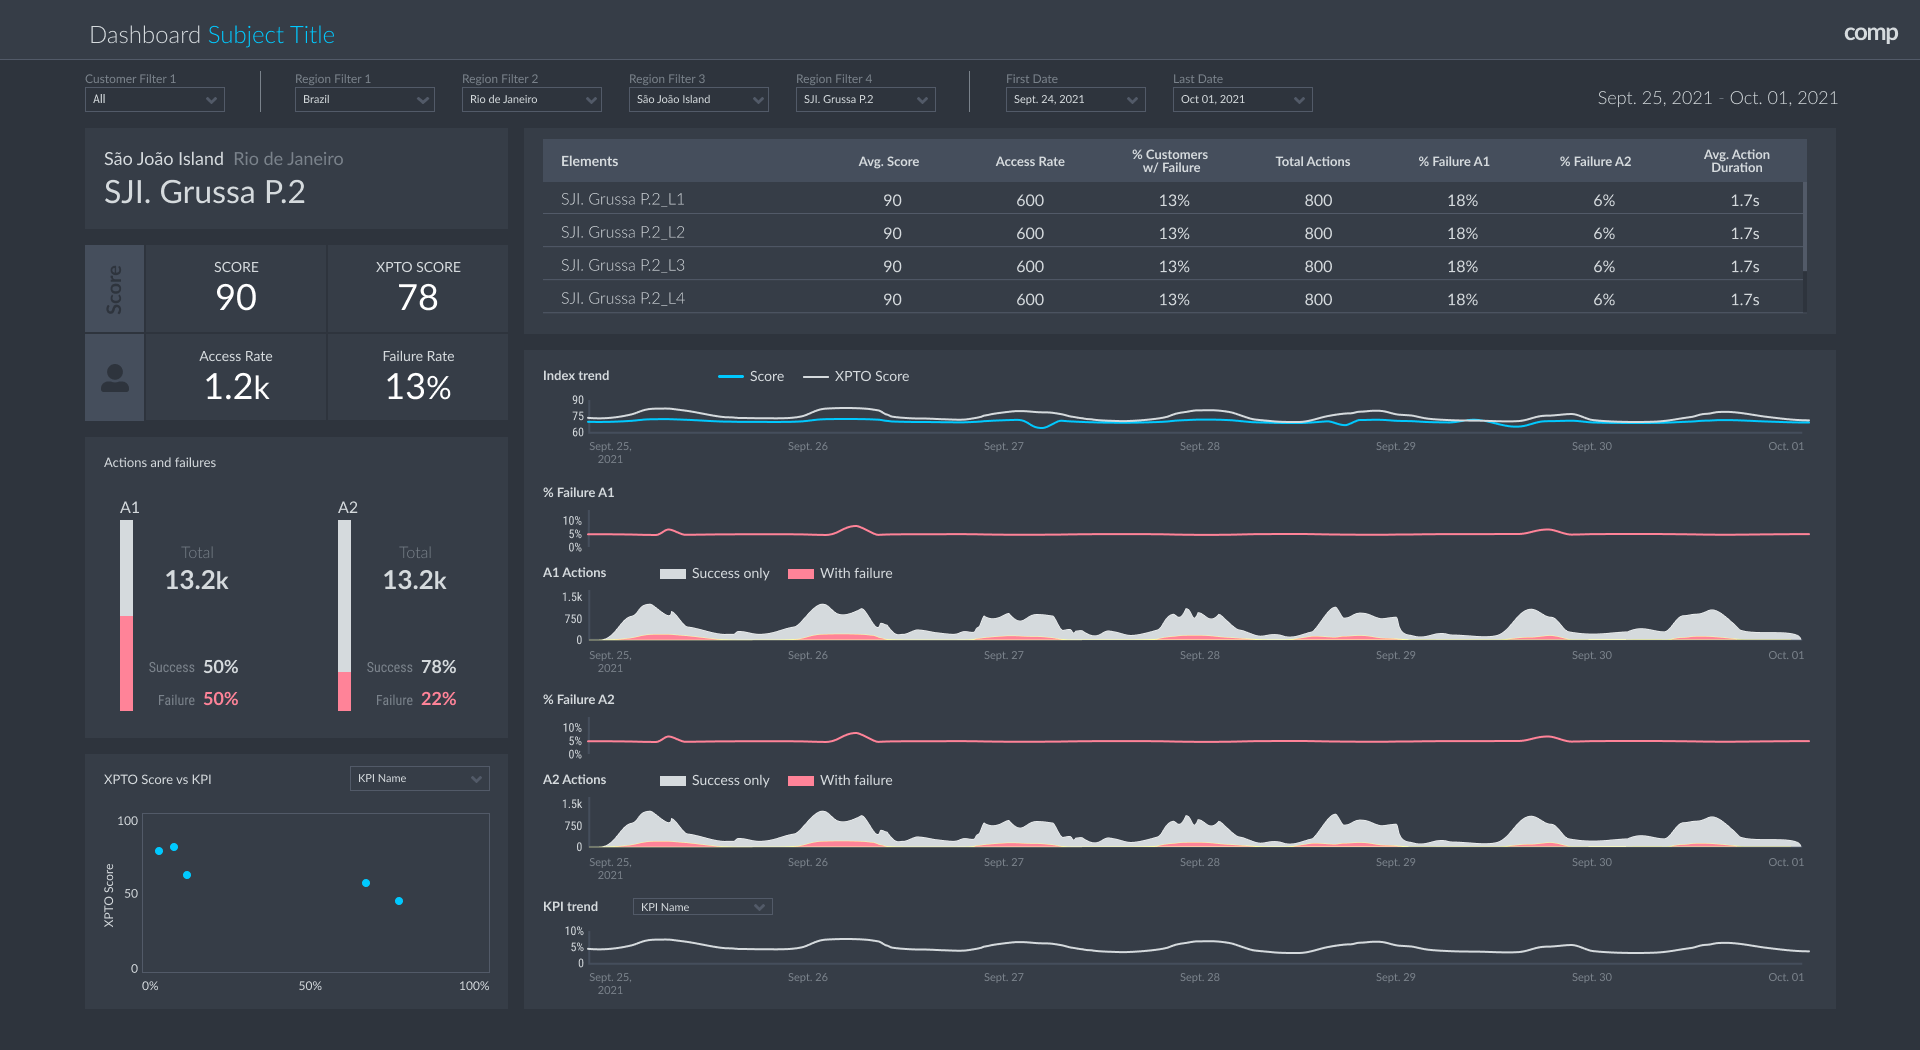 Dashboard Subject Title
comp
Customer Filter 1
Region Filter 1
Region Filter 2
Region Filter 3
Region Filter 4
First Date
Last Date
All
Brazil
Rio de Janeiro
São João Island
SJI. Grussa P.2
Sept. 24, 2021
Oct 01, 2021
Sept. 25, 2021 - Oct. 01, 2021
São João Island Rio de Janeiro
SJI. Grussa P.2
Score
SCORE
90
XPTO SCORE
78
Access Rate
1.2k
Failure Rate
13%
Actions and failures
A1
Total
13.2k
Success 50%
Failure 50%
A2
Total
13.2k
Success 78%
Failure 22%
XPTO Score vs KPI
KPI Name
XPTO Score
100
50
0
0% 50% 100%
Elements Avg. Score Access Rate % Customers w/ Failure Total Actions % Failure A1 % Failure A2 Avg. Action Duration
SJI. Grussa P.2_L1 90 600 13% 800 18% 6% 1.7s
SJI. Grussa P.2_L2 90 600 13% 800 18% 6% 1.7s
SJI. Grussa P.2_L3 90 600 13% 800 18% 6% 1.7s
SJI. Grussa P.2_L4 90 600 13% 800 18% 6% 1.7s
Index trend Score XPTO Score
90
75
60
Sept. 25, 2021 Sept. 26 Sept. 27 Sept. 28 Sept. 29 Sept. 30 Oct. 01
% Failure A1
10%
5%
0%
A1 Actions Success only With failure
1.5k
750
0
Sept. 25, 2021 Sept. 26 Sept. 27 Sept. 28 Sept. 29 Sept. 30 Oct. 01
% Failure A2
10%
5%
0%
A2 Actions Success only With failure
1.5k
750
0
Sept. 25, 2021 Sept. 26 Sept. 27 Sept. 28 Sept. 29 Sept. 30 Oct. 01
KPI trend KPI Name
10%
5%
0
Sept. 25, 2021 Sept. 26 Sept. 27 Sept. 28 Sept. 29 Sept. 30 Oct. 01